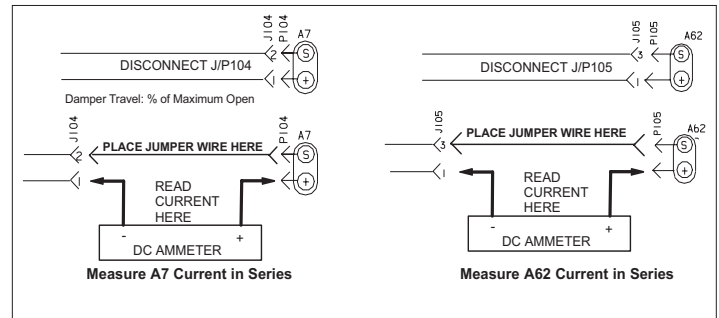 J104 P104 A7
2 S
DISCONNECT J/P104
1 +
Damper Travel: % of Maximum Open
J104 P104 A7
PLACE JUMPER WIRE HERE
2 S
1 +
READ
CURRENT
HERE
- +
DC AMMETER
Measure A7 Current in Series
J105 P105 A62
3 S
DISCONNECT J/P105
1 +
J105 P105 A62
PLACE JUMPER WIRE HERE
3 S
1 +
READ
CURRENT
HERE
- +
DC AMMETER
Measure A62 Current in Series